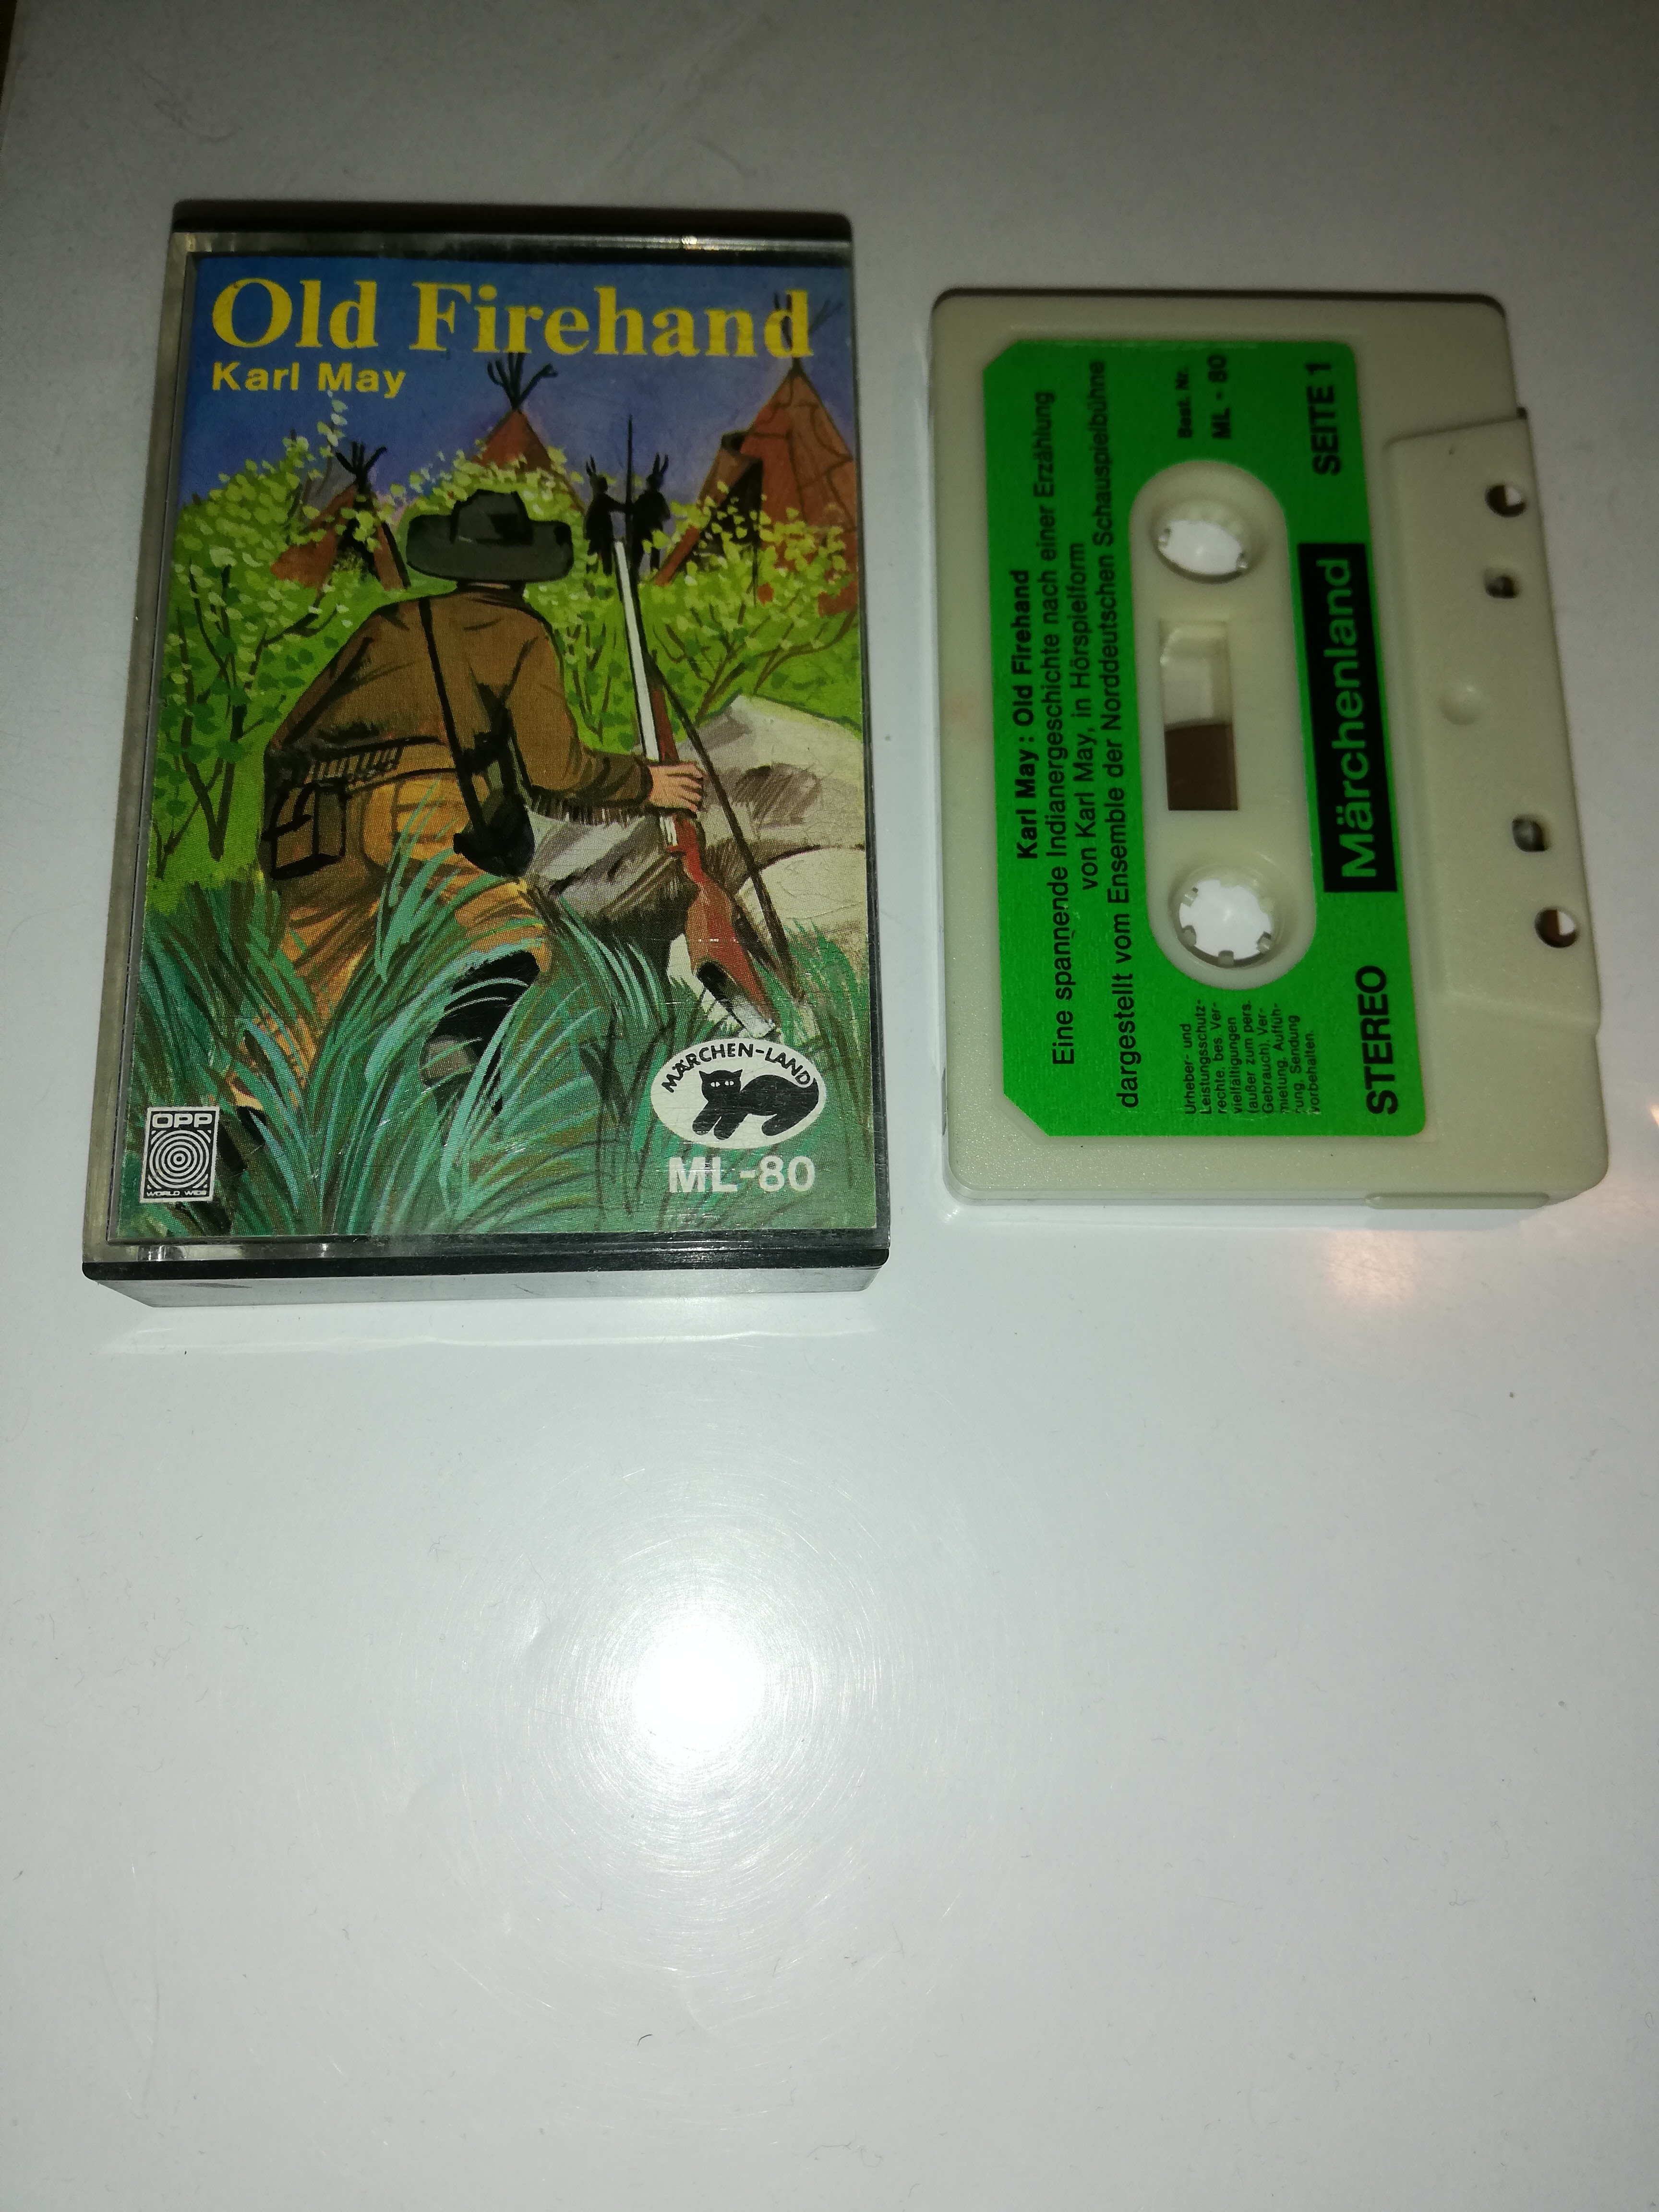 Old Firehand
Karl May
OPP
WORLD WIDE
MÄRCHEN-LAND
ML-80
Karl May: Old Firehand
Eine spannende Indianergeschichte nach einer Erzählung
von Karl May, in Hörspielform
dargestellt vom Ensemble der Norddeutschen Schauspielbühne
Urheber- und
Leistungsschutz-
rechte, bes. Ver-
vielfältigungen
(außer zum pers.
Gebrauch), Ver-
mietung, Auffüh-
rung, Sendung
vorbehalten.
Best. Nr.
ML - 80
STEREO
Märchenland
SEITE 1